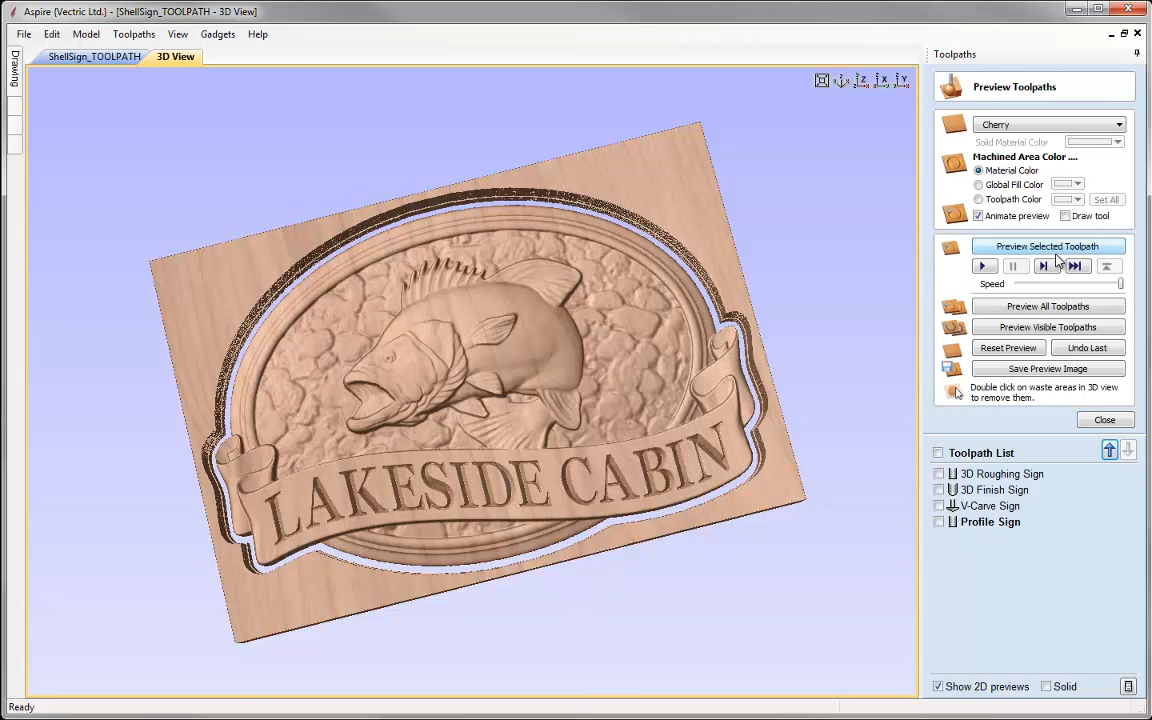 Aspire {Vectric Ltd.} - [ShellSign_TOOLPATH - 3D View]
File Edit Model Toolpaths View Gadgets Help
ShellSign_TOOLPATH 3D View
Drawing
Z X Y
LAKESIDE CABIN
Toolpaths
Preview Toolpaths
Cherry
Solid Material Color
Machined Area Color ....
Material Color
Global Fill Color
Toolpath Color Set All
Animate preview Draw tool
Preview Selected Toolpath
Speed
Preview All Toolpaths
Preview Visible Toolpaths
Reset Preview Undo Last
Save Preview Image
Double click on waste areas in 3D view
to remove them.
Close
Toolpath List
3D Roughing Sign
3D Finish Sign
V-Carve Sign
Profile Sign
Show 2D previews Solid
Ready